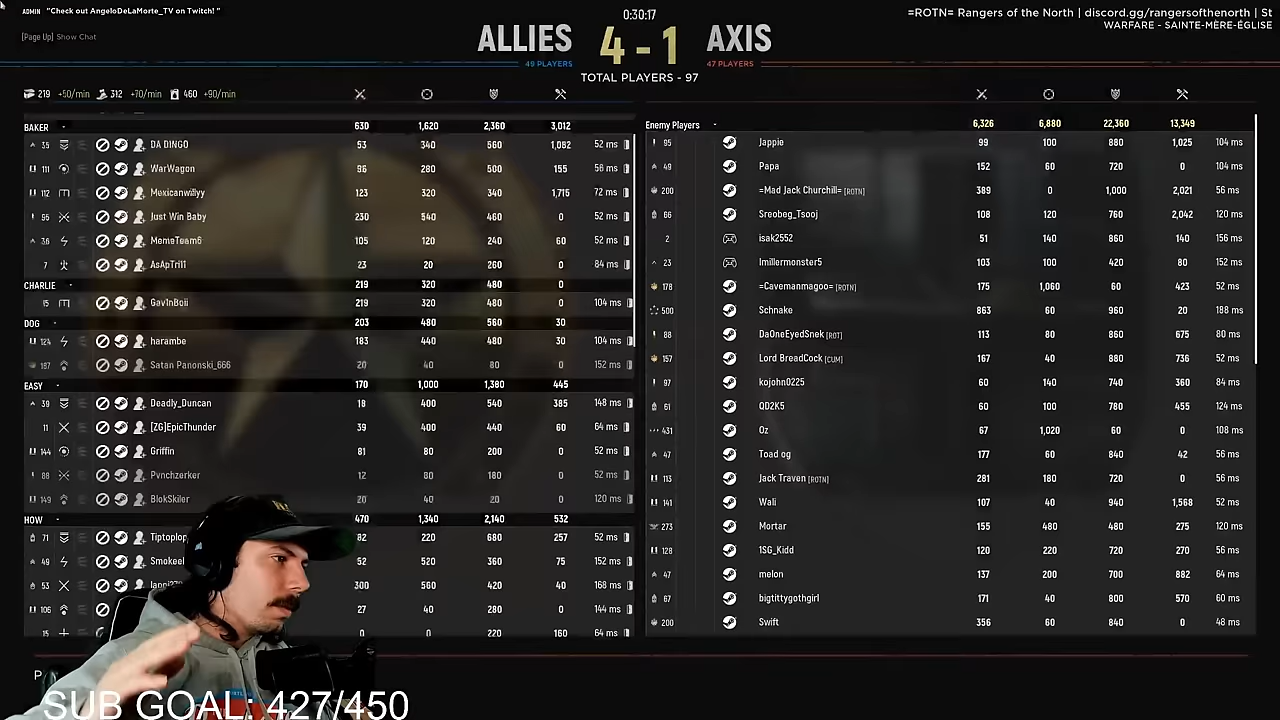 ADMIN "Check out AngeloDeLaMorte_TV on Twitch! "
[Page Up] Show Chat
0:30:17
ALLIES 4 - 1 AXIS
49 PLAYERS 47 PLAYERS
TOTAL PLAYERS - 97
=ROTN= Rangers of the North | discord.gg/rangersofthenorth | St
WARFARE - SAINTE-MÈRE-ÉGLISE
219 +50/min 312 +70/min 460 +90/min
BAKER 630 1,620 2,360 3,012
35 DA DINGO 53 340 560 1,082 52 ms
111 WarWagon 96 280 500 155 56 ms
112 Mexicanwiiyy 123 320 340 1,715 72 ms
55 Just Win Baby 230 540 460 0 52 ms
36 MemeTeam6 105 120 240 60 52 ms
7 AsApTri11 23 20 260 0 84 ms
CHARLIE 219 320 480 0
15 Gav1nBoii 219 320 480 0 104 ms
DOG 203 480 560 30
124 harambe 183 440 480 30 104 ms
187 Satan Panonski_666 20 40 80 0 152 ms
EASY 170 1,000 1,380 445
39 Deadly_Duncan 18 400 540 385 148 ms
11 [ZG]EpicThunder 39 400 440 60 64 ms
144 Griffin 81 80 200 0 52 ms
88 Pvnchzerker 12 80 180 0 52 ms
149 BlokSkiler 20 40 20 0 120 ms
HOW 470 1,340 2,140 532
71 Tiptoplop 82 220 680 257 52 ms
49 Smokee 52 520 360 75 152 ms
53 300 560 420 40 168 ms
106 27 40 280 0 144 ms
15 0 0 220 160 64 ms
Enemy Players 6,326 6,880 22,360 13,349
95 Jappie 99 100 880 1,025 104 ms
49 Papa 152 60 720 0 104 ms
200 =Mad Jack Churchill= [ROTN] 389 0 1,000 2,021 56 ms
66 Sreobeg_Tsooj 108 120 760 2,042 120 ms
2 isak2552 51 140 860 140 156 ms
23 lmillermonster5 103 100 420 80 152 ms
178 =Cavemanmagoo= [ROTN] 175 1,060 60 423 52 ms
500 Schnake 863 60 960 20 188 ms
88 DaOneEyedSnek [ROT] 113 80 860 675 80 ms
157 Lord BreadCock [CUM] 167 40 880 736 52 ms
97 kojohn0225 60 140 740 360 84 ms
61 QD2K5 60 100 780 455 124 ms
431 Oz 67 1,020 60 0 108 ms
47 Toad og 177 60 840 42 56 ms
113 Jack Traven [ROTN] 281 180 720 0 56 ms
141 Wali 107 40 940 1,568 52 ms
273 Mortar 155 480 480 275 120 ms
128 1SG_Kidd 120 220 720 270 56 ms
47 melon 137 200 700 882 64 ms
67 bigtittygothgirl 171 40 800 570 60 ms
200 Swift 356 60 840 0 48 ms
P
SUB GOAL: 427/450